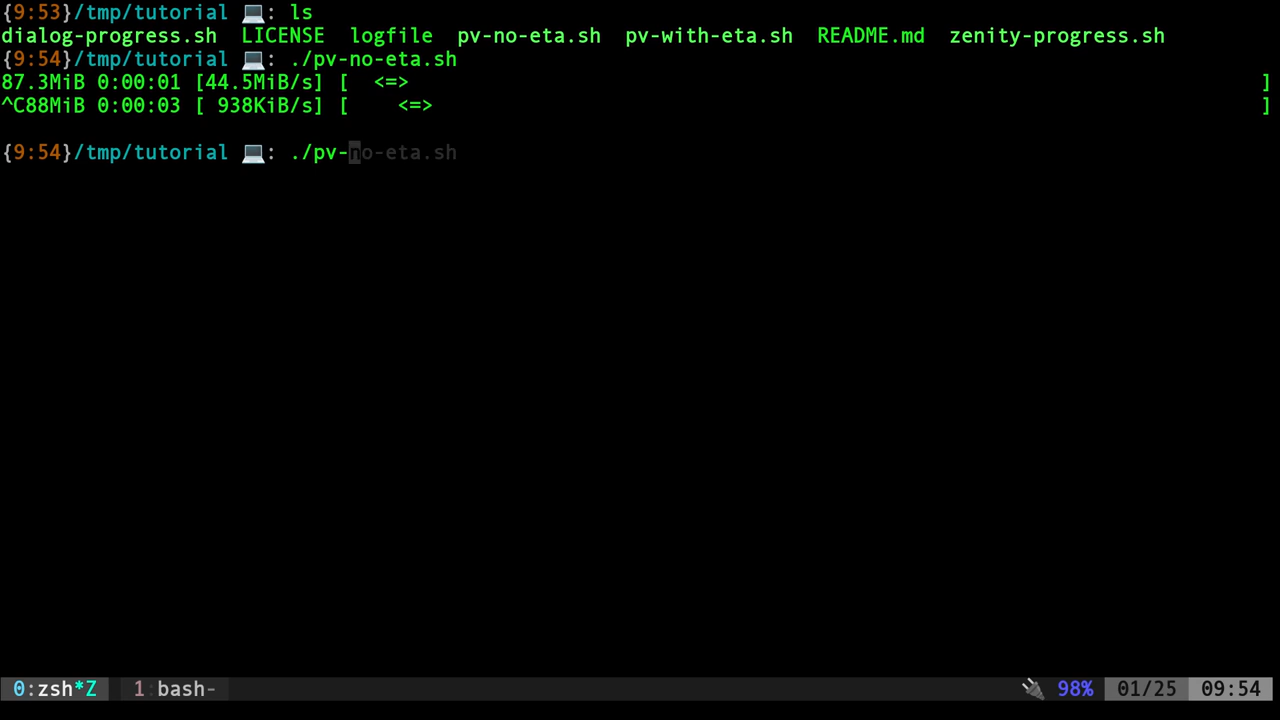 {9:53}/tmp/tutorial 💻: ls
dialog-progress.sh  LICENSE  logfile  pv-no-eta.sh  pv-with-eta.sh  README.md  zenity-progress.sh
{9:54}/tmp/tutorial 💻: ./pv-no-eta.sh
87.3MiB 0:00:01 [44.5MiB/s] [  <=>                                                                       ]
^C88MiB 0:00:03 [ 938KiB/s] [    <=>                                                                     ]
{9:54}/tmp/tutorial 💻: ./pv-no-eta.sh
0:zsh*Z  1:bash-  🔌 98%  01/25  09:54